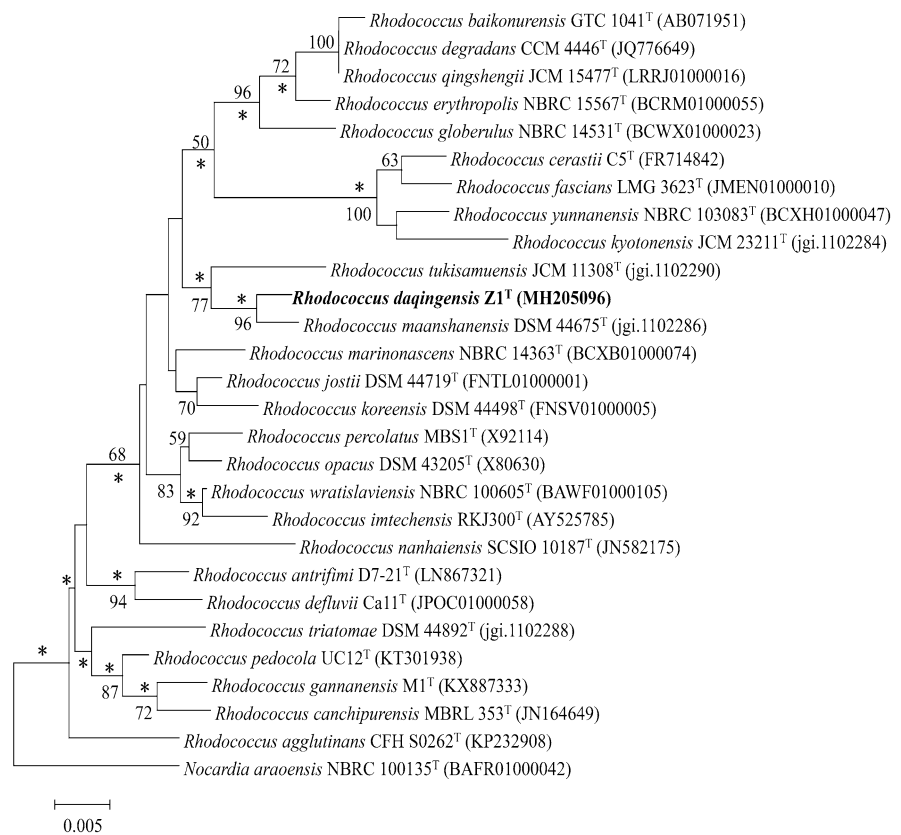 Rhodococcus baikonurensis GTC 1041ᵀ (AB071951)
100
Rhodococcus degradans CCM 4446ᵀ (JQ776649)
72
Rhodococcus qingshengii JCM 15477ᵀ (LRRJ01000016)
*
96
Rhodococcus erythropolis NBRC 15567ᵀ (BCRM01000055)
*
Rhodococcus globerulus NBRC 14531ᵀ (BCWX01000023)
50
*
63
Rhodococcus cerastii C5ᵀ (FR714842)
*
Rhodococcus fascians LMG 3623ᵀ (JMEN01000010)
100
Rhodococcus yunnanensis NBRC 103083ᵀ (BCXH01000047)
Rhodococcus kyotonensis JCM 23211ᵀ (jgi.1102284)
Rhodococcus tukisamuensis JCM 11308ᵀ (jgi.1102290)
*
77
*
Rhodococcus daqingensis Z1ᵀ (MH205096)
96
Rhodococcus maanshanensis DSM 44675ᵀ (jgi.1102286)
Rhodococcus marinonascens NBRC 14363ᵀ (BCXB01000074)
Rhodococcus jostii DSM 44719ᵀ (FNTL01000001)
70
Rhodococcus koreensis DSM 44498ᵀ (FNSV01000005)
59
Rhodococcus percolatus MBS1ᵀ (X92114)
68
*
Rhodococcus opacus DSM 43205ᵀ (X80630)
83
*
Rhodococcus wratislaviensis NBRC 100605ᵀ (BAWF01000105)
92
Rhodococcus imtechensis RKJ300ᵀ (AY525785)
Rhodococcus nanhaiensis SCSIO 10187ᵀ (JN582175)
*
*
Rhodococcus antrifimi D7-21ᵀ (LN867321)
94
Rhodococcus defluvii Ca11ᵀ (JPOC01000058)
Rhodococcus triatomae DSM 44892ᵀ (jgi.1102288)
*
*
*
Rhodococcus pedocola UC12ᵀ (KT301938)
87
*
Rhodococcus gannanensis M1ᵀ (KX887333)
72
Rhodococcus canchipurensis MBRL 353ᵀ (JN164649)
Rhodococcus agglutinans CFH S0262ᵀ (KP232908)
Nocardia araoensis NBRC 100135ᵀ (BAFR01000042)
0.005